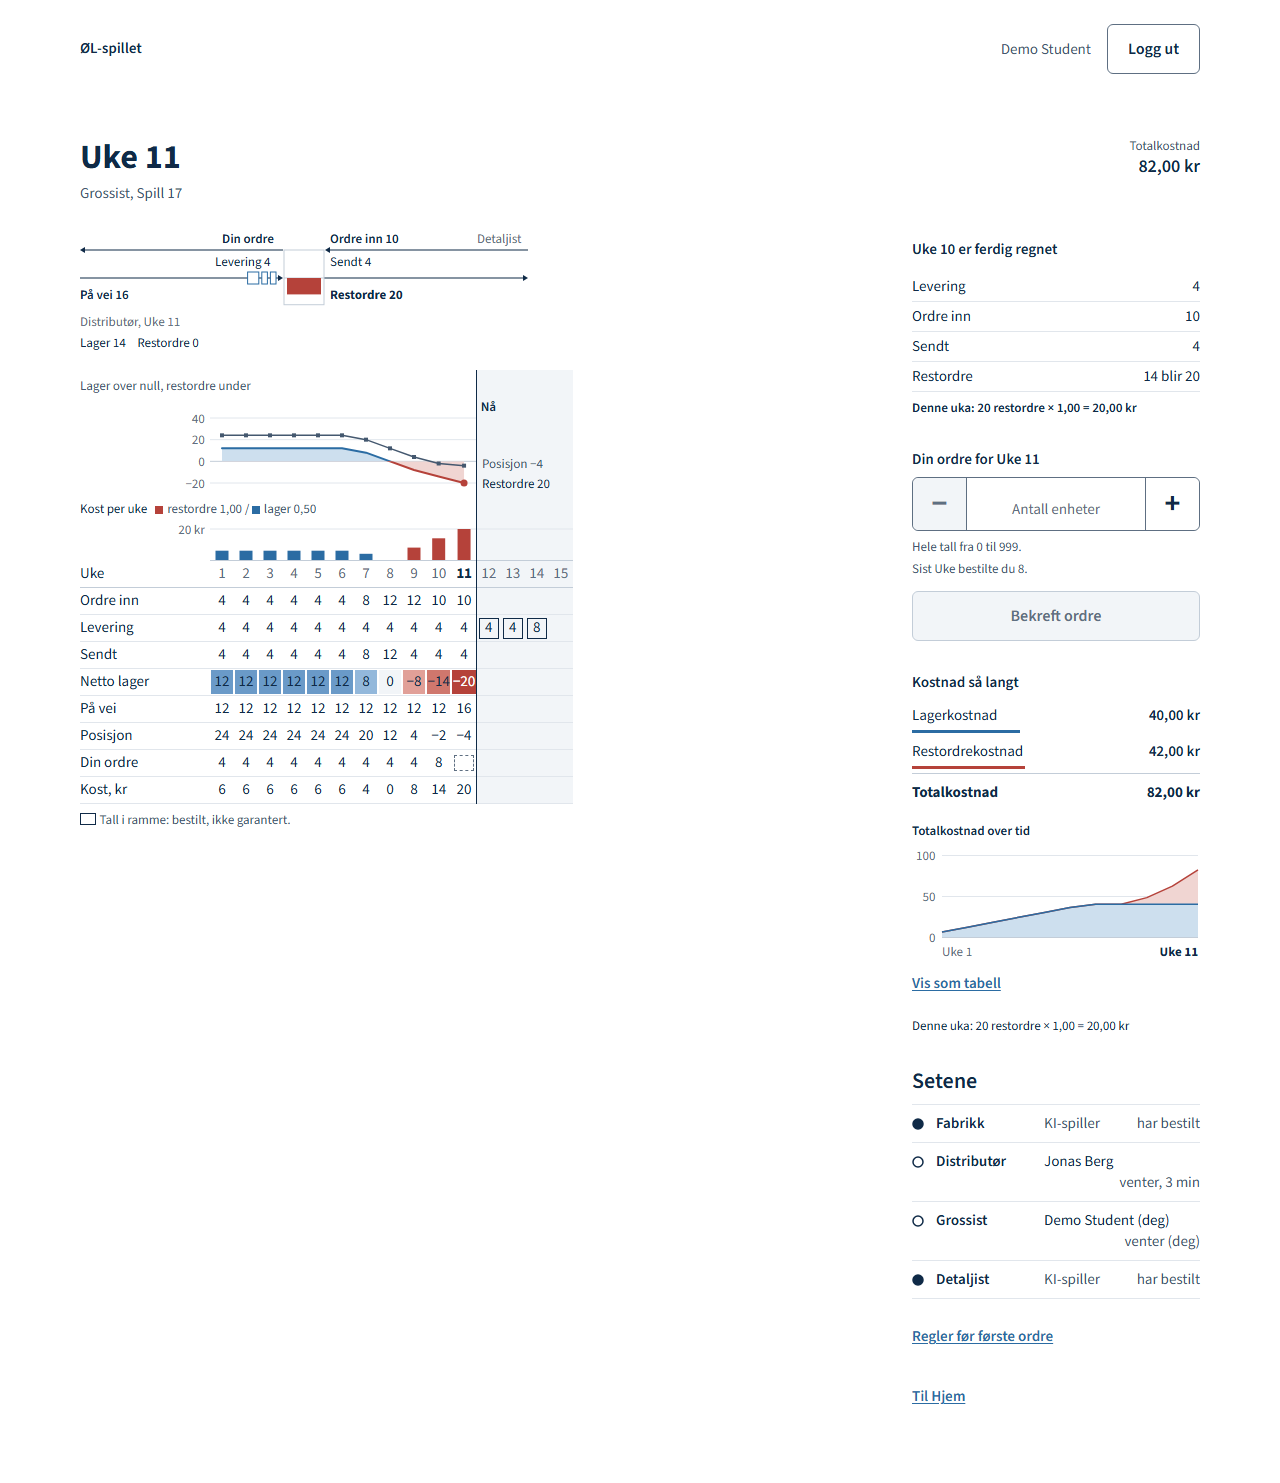 ØL-spillet
Demo Student
Logg ut
Uke 11
Grossist, Spill 17
Totalkostnad
82,00 kr
Din ordre
Ordre inn 10
Detaljist
Levering 4
Sendt 4
På vei 16
Restordre 20
Distributør, Uke 11
Lager 14 Restordre 0
Lager over null, restordre under
Nå
40
20
0
−20
Posisjon −4
Restordre 20
Kost per uke restordre 1,00 / lager 0,50
20 kr
Uke 1 2 3 4 5 6 7 8 9 10 11 12 13 14 15
Ordre inn 4 4 4 4 4 4 8 12 12 10 10
Levering 4 4 4 4 4 4 4 4 4 4 4 4 4 8
Sendt 4 4 4 4 4 4 8 12 4 4 4
Netto lager 12 12 12 12 12 12 8 0 −8 −14 −20
På vei 12 12 12 12 12 12 12 12 12 12 16
Posisjon 24 24 24 24 24 24 20 12 4 −2 −4
Din ordre 4 4 4 4 4 4 4 4 4 8
Kost, kr 6 6 6 6 6 6 4 0 8 14 20
Tall i ramme: bestilt, ikke garantert.
Uke 10 er ferdig regnet
Levering 4
Ordre inn 10
Sendt 4
Restordre 14 blir 20
Denne uka: 20 restordre × 1,00 = 20,00 kr
Din ordre for Uke 11
− Antall enheter +
Hele tall fra 0 til 999.
Sist Uke bestilte du 8.
Bekreft ordre
Kostnad så langt
Lagerkostnad 40,00 kr
Restordrekostnad 42,00 kr
Totalkostnad 82,00 kr
Totalkostnad over tid
100
50
0
Uke 1 Uke 11
Vis som tabell
Denne uka: 20 restordre × 1,00 = 20,00 kr
Setene
Fabrikk KI-spiller har bestilt
Distributør Jonas Berg
venter, 3 min
Grossist Demo Student (deg)
venter (deg)
Detaljist KI-spiller har bestilt
Regler før første ordre
Til Hjem